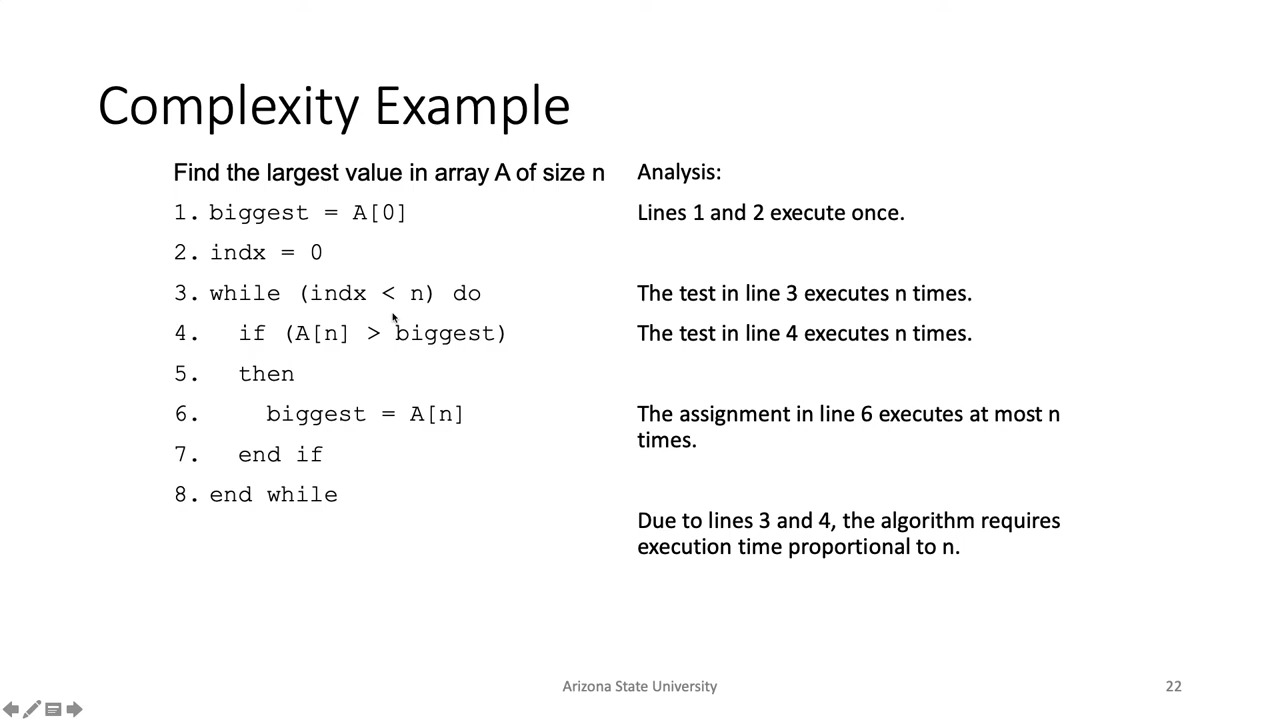 Complexity Example
Find the largest value in array A of size n
1. biggest = A[0]
2. indx = 0
3. while (indx < n) do
4. if (A[n] > biggest)
5. then
6. biggest = A[n]
7. end if
8. end while
Analysis:
Lines 1 and 2 execute once.
The test in line 3 executes n times.
The test in line 4 executes n times.
The assignment in line 6 executes at most n
times.
Due to lines 3 and 4, the algorithm requires
execution time proportional to n.
Arizona State University
22